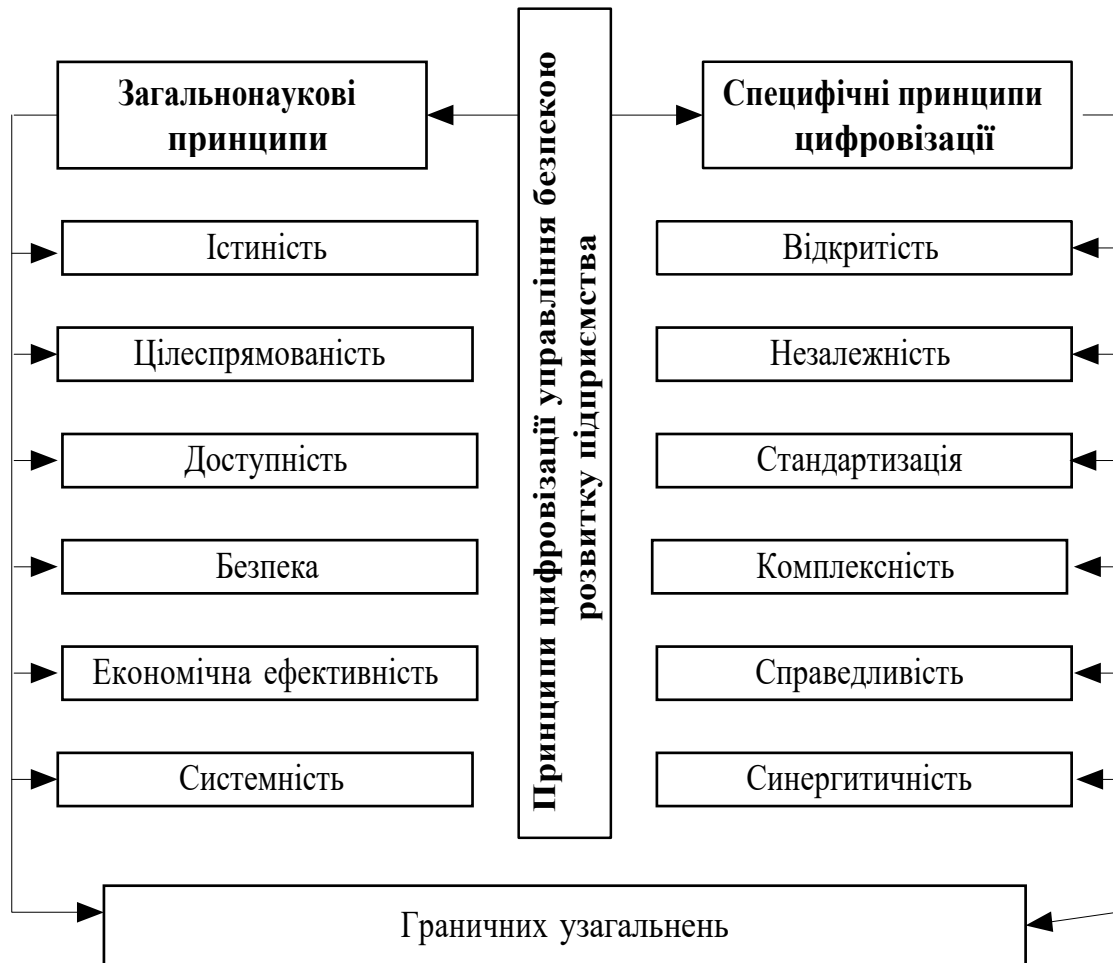 Принципи цифровізації управління безпекою
розвитку підприємства
Загальнонаукові
принципи
Істиність
Цілеспрямованість
Доступність
Безпека
Економічна ефективність
Системність
Специфічні принципи
цифровізації
Відкритість
Незалежність
Стандартизація
Комплексність
Справедливість
Синергитичність
Граничних узагальнень